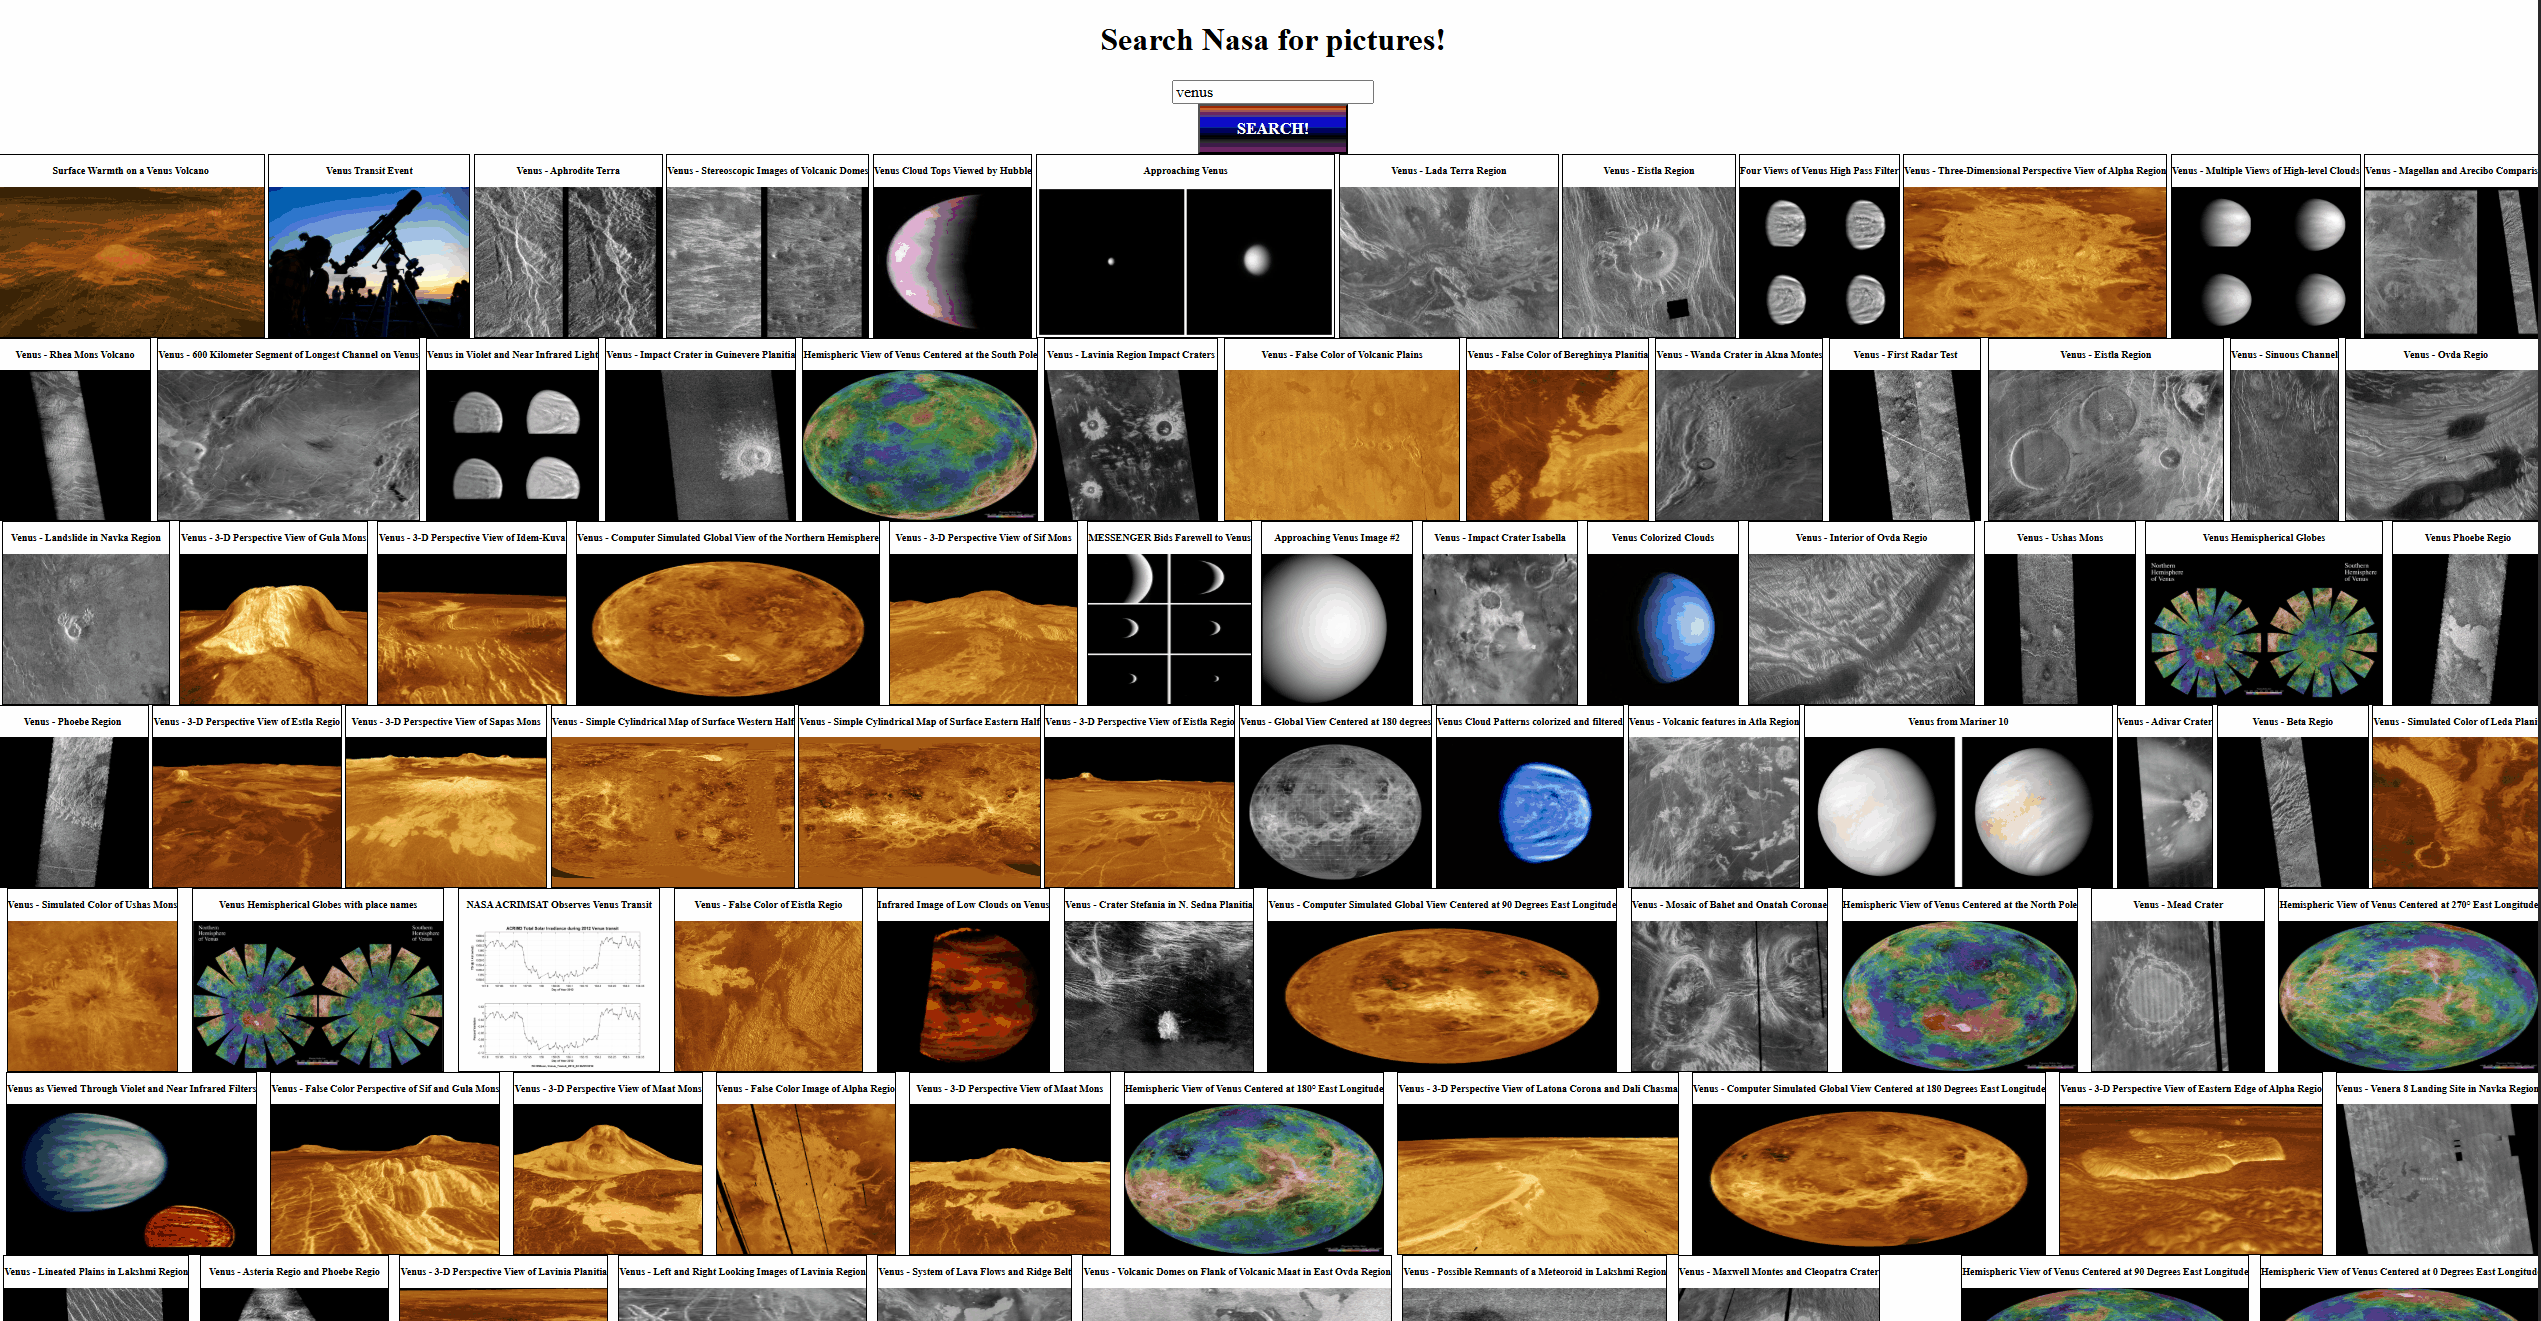 Search Nasa for pictures!
venus
SEARCH!
Surface Warmth on a Venus Volcano
Venus Transit Event
Venus - Aphrodite Terra
Venus - Stereoscopic Images of Volcanic Domes
Venus Cloud Tops Viewed by Hubble
Approaching Venus
Venus - Lada Terra Region
Venus - Eistla Region
Four Views of Venus High Pass Filter
Venus - Three-Dimensional Perspective View of Alpha Region
Venus - Multiple Views of High-level Clouds
Venus - Magellan and Arecibo Comparis
Venus - Rhea Mons Volcano
Venus - 600 Kilometer Segment of Longest Channel on Venus
Venus in Violet and Near Infrared Light
Venus - Impact Crater in Guinevere Planitia
Hemispheric View of Venus Centered at the South Pole
Venus - Lavinia Region Impact Craters
Venus - False Color of Volcanic Plains
Venus - False Color of Bereghinya Planitia
Venus - Wanda Crater in Akna Montes
Venus - First Radar Test
Venus - Eistla Region
Venus - Sinuous Channel
Venus - Ovda Regio
Venus - Landslide in Navka Region
Venus - 3-D Perspective View of Gula Mons
Venus - 3-D Perspective View of Idem-Kuva
Venus - Computer Simulated Global View of the Northern Hemisphere
Venus - 3-D Perspective View of Sif Mons
MESSENGER Bids Farewell to Venus
Approaching Venus Image #2
Venus - Impact Crater Isabella
Venus Colorized Clouds
Venus - Interior of Ovda Regio
Venus - Ushas Mons
Venus Hemispherical Globes
Northern
Hemisphere
of Venus
Southern
Hemisphere
of Venus
Venus Phoebe Regio
Venus - Phoebe Region
Venus - 3-D Perspective View of Estla Regio
Venus - 3-D Perspective View of Sapas Mons
Venus - Simple Cylindrical Map of Surface Western Half
Venus - Simple Cylindrical Map of Surface Eastern Half
Venus - 3-D Perspective View of Eistla Regio
Venus - Global View Centered at 180 degrees
Venus Cloud Patterns colorized and filtered
Venus - Volcanic features in Atla Region
Venus from Mariner 10
Venus - Adivar Crater
Venus - Beta Regio
Venus - Simulated Color of Leda Plani
Venus - Simulated Color of Ushas Mons
Venus Hemispherical Globes with place names
Northern
Hemisphere
of Venus
Southern
Hemisphere
of Venus
NASA ACRIMSAT Observes Venus Transit
ACRIM3 Total Solar Irradiance during 2012 Venus transit
Venus - False Color of Eistla Regio
Infrared Image of Low Clouds on Venus
Venus - Crater Stefania in N. Sedna Planitia
Venus - Computer Simulated Global View Centered at 90 Degrees East Longitude
Venus - Mosaic of Bahet and Onatah Coronae
Hemispheric View of Venus Centered at the North Pole
Venus - Mead Crater
Hemispheric View of Venus Centered at 270° East Longitude
Venus as Viewed Through Violet and Near Infrared Filters
Venus - False Color Perspective of Sif and Gula Mons
Venus - 3-D Perspective View of Maat Mons
Venus - False Color Image of Alpha Regio
Venus - 3-D Perspective View of Maat Mons
Hemispheric View of Venus Centered at 180° East Longitude
Venus - 3-D Perspective View of Latona Corona and Dali Chasma
Venus - Computer Simulated Global View Centered at 180 Degrees East Longitude
Venus - 3-D Perspective View of Eastern Edge of Alpha Regio
Venus - Venera 8 Landing Site in Navka Region
Venus - Lineated Plains in Lakshmi Region
Venus - Asteria Regio and Phoebe Regio
Venus - 3-D Perspective View of Lavinia Planitia
Venus - Left and Right Looking Images of Lavinia Region
Venus - System of Lava Flows and Ridge Belt
Venus - Volcanic Domes on Flank of Volcanic Maat in East Ovda Region
Venus - Possible Remnants of a Meteoroid in Lakshmi Region
Venus - Maxwell Montes and Cleopatra Crater
Hemispheric View of Venus Centered at 90 Degrees East Longitude
Hemispheric View of Venus Centered at 0 Degrees East Longitud